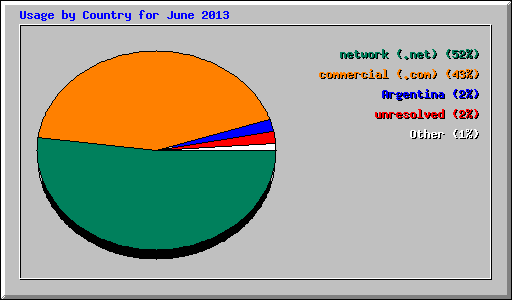 Usage by Country for June 2013
network (.net) (52%)
commercial (.com) (43%)
Argentina (2%)
unresolved (2%)
Other (1%)